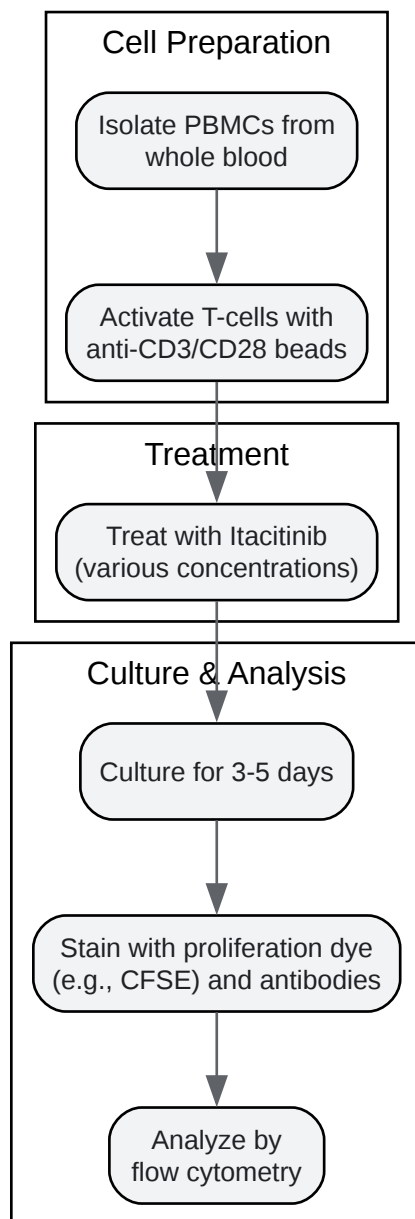 Cell Preparation
Isolate PBMCs from
whole blood
Activate T-cells with
anti-CD3/CD28 beads
Treatment
Treat with Itacitinib
(various concentrations)
Culture & Analysis
Culture for 3-5 days
Stain with proliferation dye
(e.g., CFSE) and antibodies
Analyze by
flow cytometry